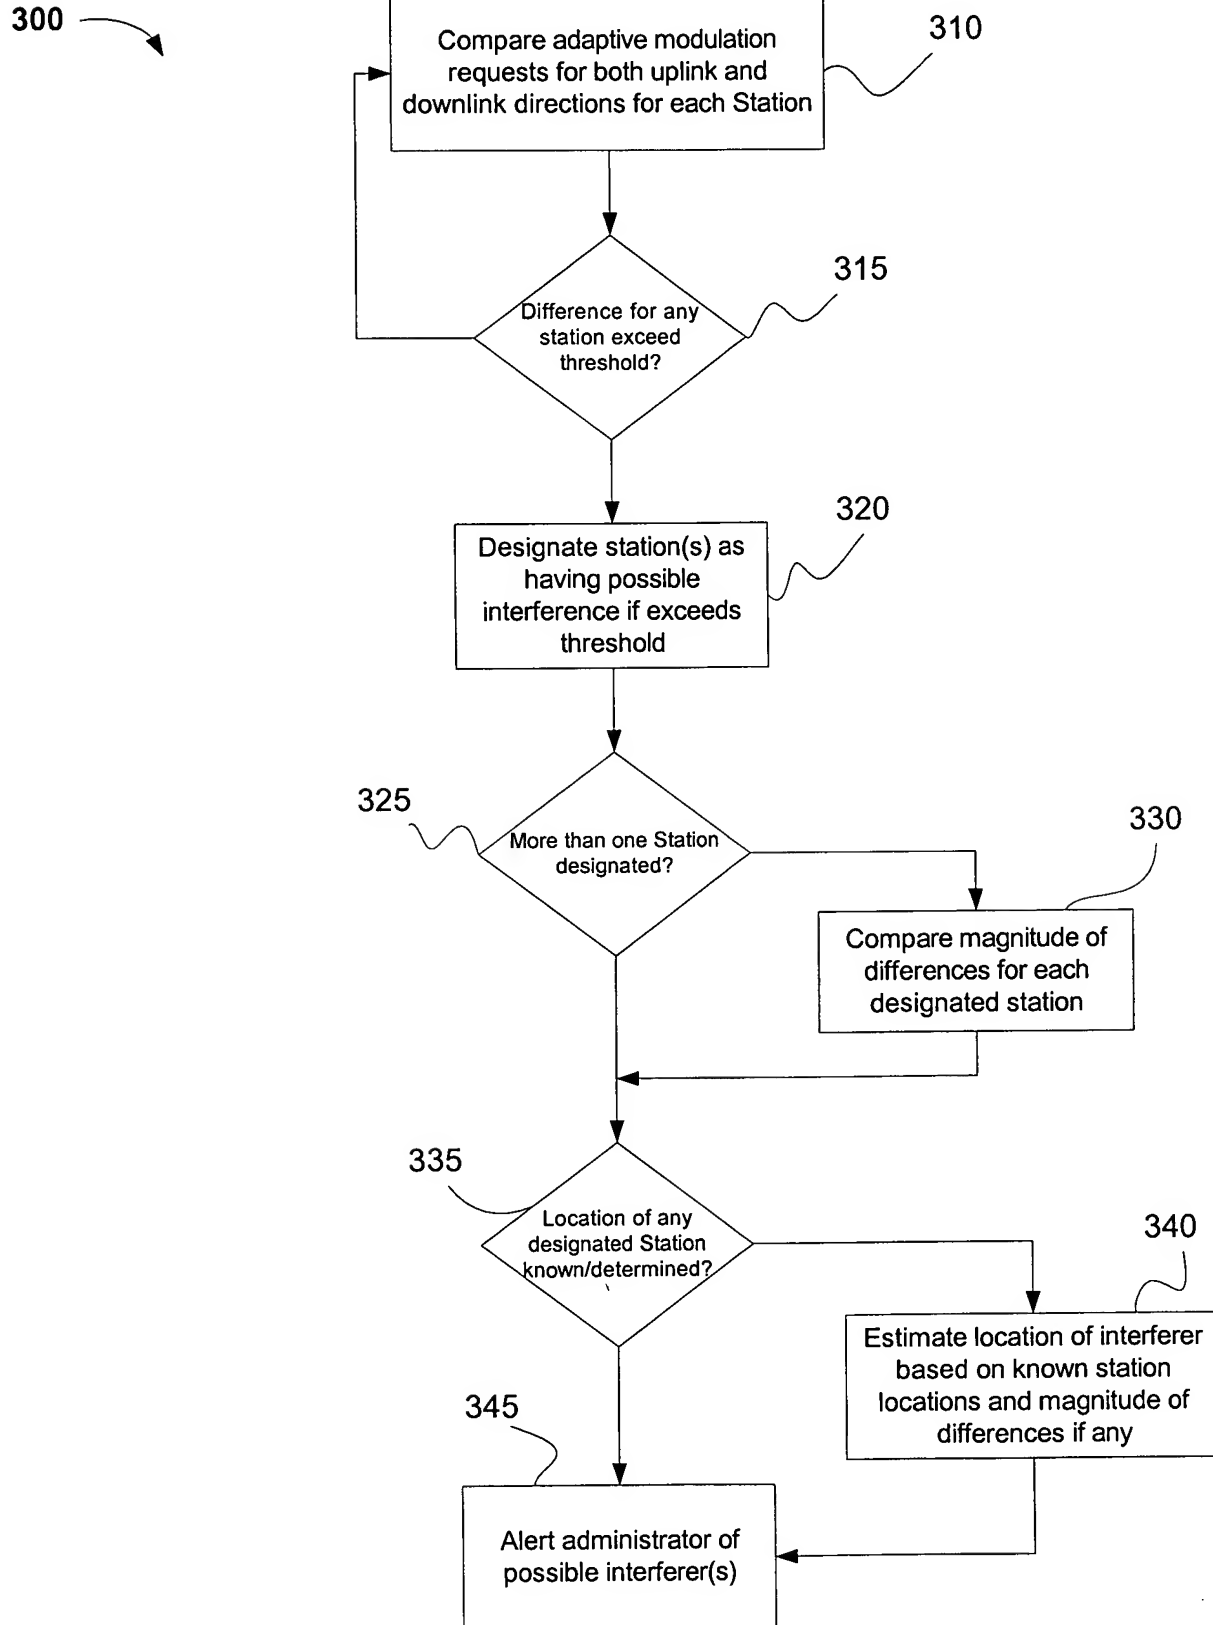 300
Compare adaptive modulation
requests for both uplink and
downlink directions for each Station
310
Difference for any
station exceed
threshold?
315
Designate station(s) as
having possible
interference if exceeds
threshold
320
325
More than one Station
designated?
330
Compare magnitude of
differences for each
designated station
335
Location of any
designated Station
known/determined?
340
Estimate location of interferer
based on known station
locations and magnitude of
differences if any
345
Alert administrator of
possible interferer(s)